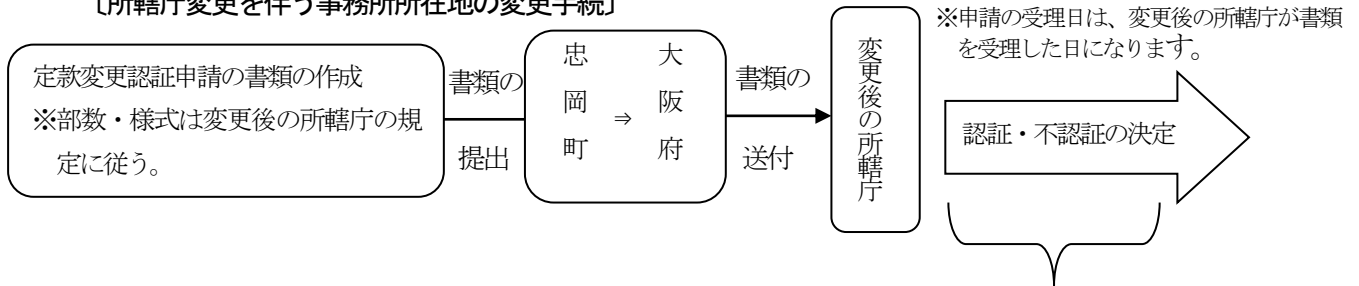 〔所轄庁変更を伴う事務所所在地の変更手続〕
※申請の受理日は、変更後の所轄庁が書類
を受理した日になります。
定款変更認証申請の書類の作成
※部数・様式は変更後の所轄庁の規
定に従う。
書類の
提出
忠岡町
⇒
大阪府
書類の
送付
変更後の所轄庁
認証・不認証の決定